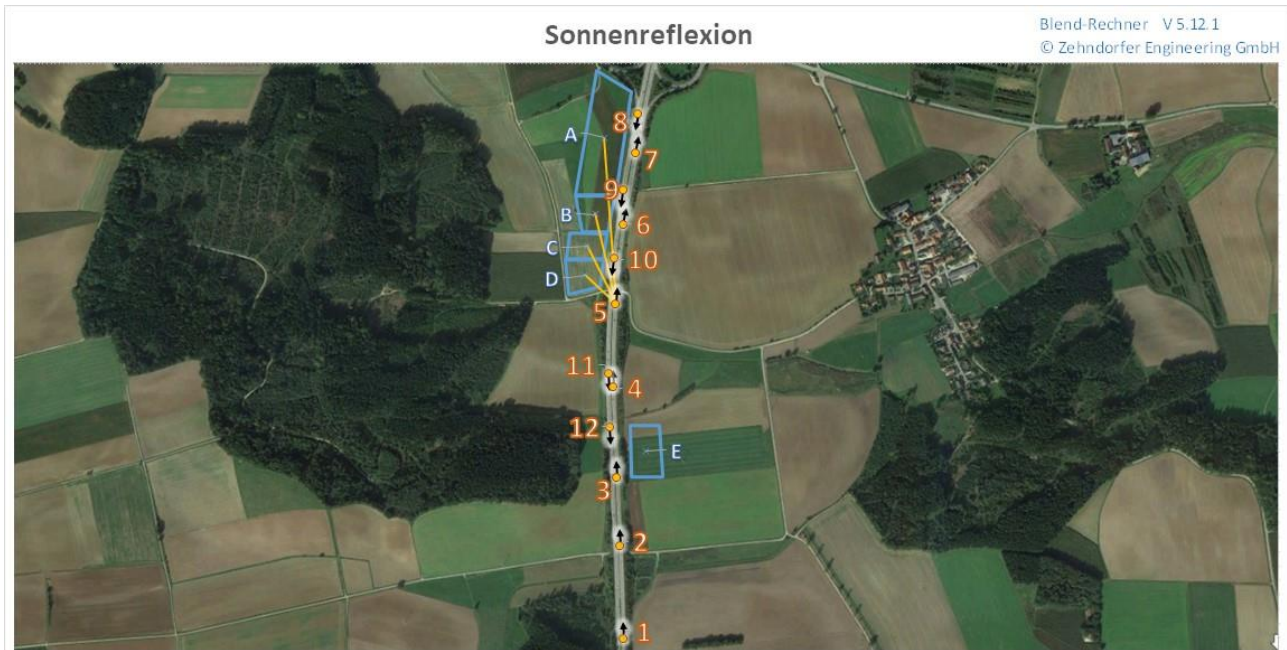 Sonnenreflexion
Blend-Rechner V 5.12.1
© Zehndorfer Engineering GmbH
A
8
7
9
B
6
C
10
D
5
11
4
12
E
3
2
1